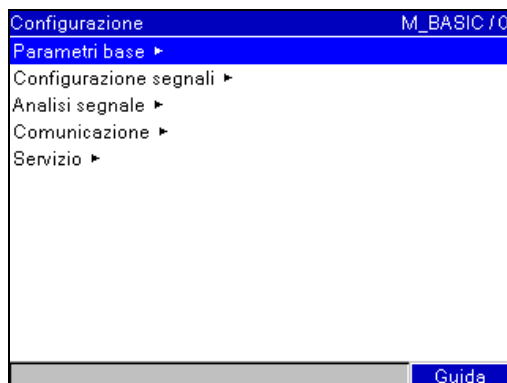 Configurazione M_BASIC / 0
Parametri base ►
Configurazione segnali ►
Analisi segnale ►
Comunicazione ►
Servizio ►
Guida